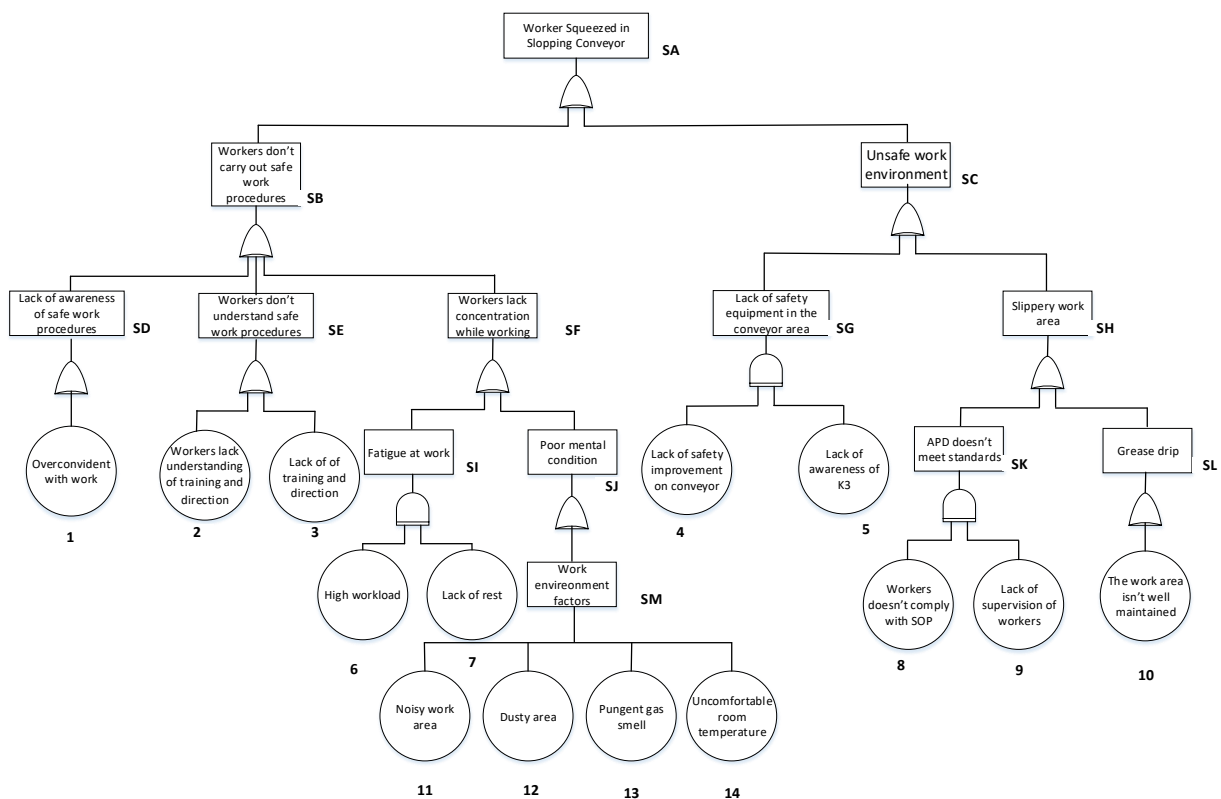 Worker Squeezed in
Slopping Conveyor
SA
Workers don't
carry out safe
work
procedures
SB
Unsafe work
environment
SC
Lack of awareness
of safe work
procedures
SD
Workers don't
understand safe
work procedures
SE
Workers lack
concentration
while working
SF
Lack of safety
equipment in the
conveyor area
SG
Slippery work
area
SH
Overconvident
with work
1
Workers lack
understanding
of training and
direction
2
Lack of of
training and
direction
3
Fatigue at work
SI
Poor mental
condition
SJ
Lack of safety
improvement
on conveyor
4
Lack of
awareness of
K3
5
APD doesn't
meet standards
SK
Grease drip
SL
High workload
6
Lack of rest
7
Work
envireonment
factors
SM
Workers
doesn't comply
with SOP
8
Lack of
supervision of
workers
9
The work area
isn't well
maintained
10
Noisy work
area
11
Dusty area
12
Pungent gas
smell
13
Uncomfortable
room
temperature
14